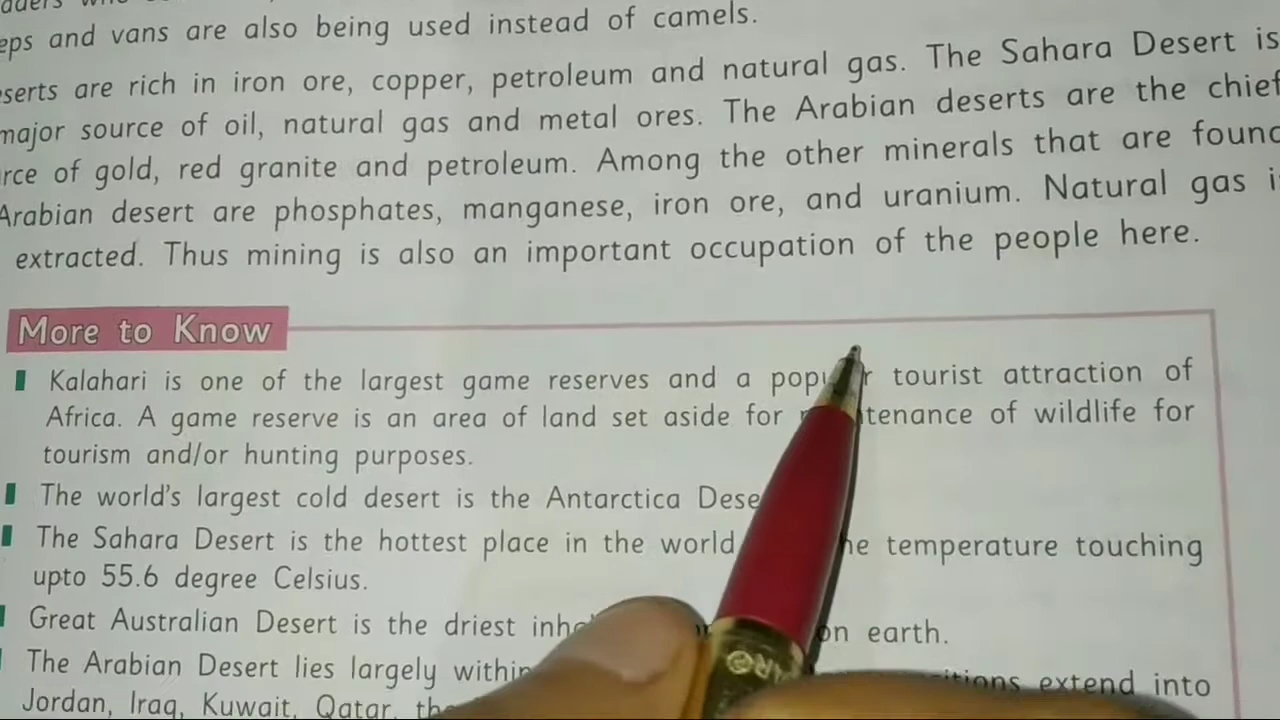 eps and vans are also being used instead of camels.
serts are rich in iron ore, copper, petroleum and natural gas. The Sahara Desert is
major source of oil, natural gas and metal ores. The Arabian deserts are the chief
rce of gold, red granite and petroleum. Among the other minerals that are found
Arabian desert are phosphates, manganese, iron ore, and uranium. Natural gas i
extracted. Thus mining is also an important occupation of the people here.
More to Know
Kalahari is one of the largest game reserves and a tourist attraction of
Africa. A game reserve is an area of land set aside for tenance of wildlife for
tourism and/or hunting purposes.
The world's largest cold desert is the Antarctica Dese
The Sahara Desert is the hottest place in the world he temperature touching
upto 55.6 degree Celsius.
Great Australian Desert is the driest inh on earth.
The Arabian Desert lies largely within extend into
Jordan, Iraq, Kuwait, Qatar, th